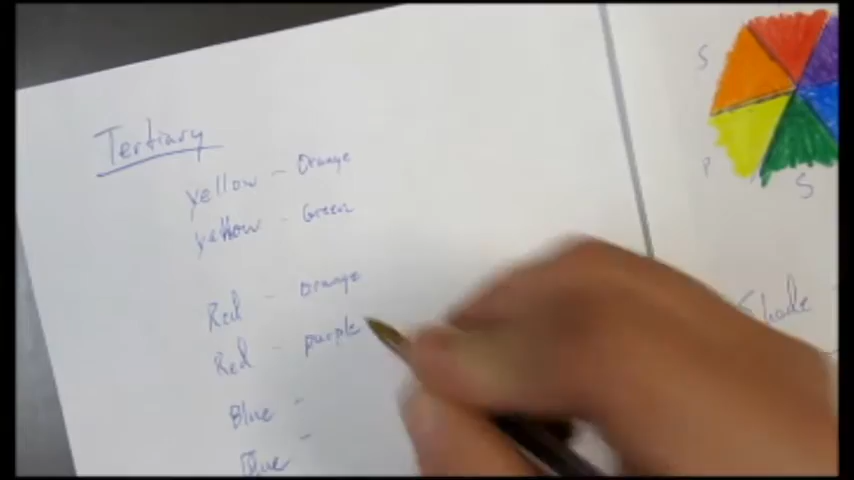 Tertiary
yellow - Orange
yellow - Green
Red - orange
Red - purple
Blue -
Blue -
S
P
S
Shade